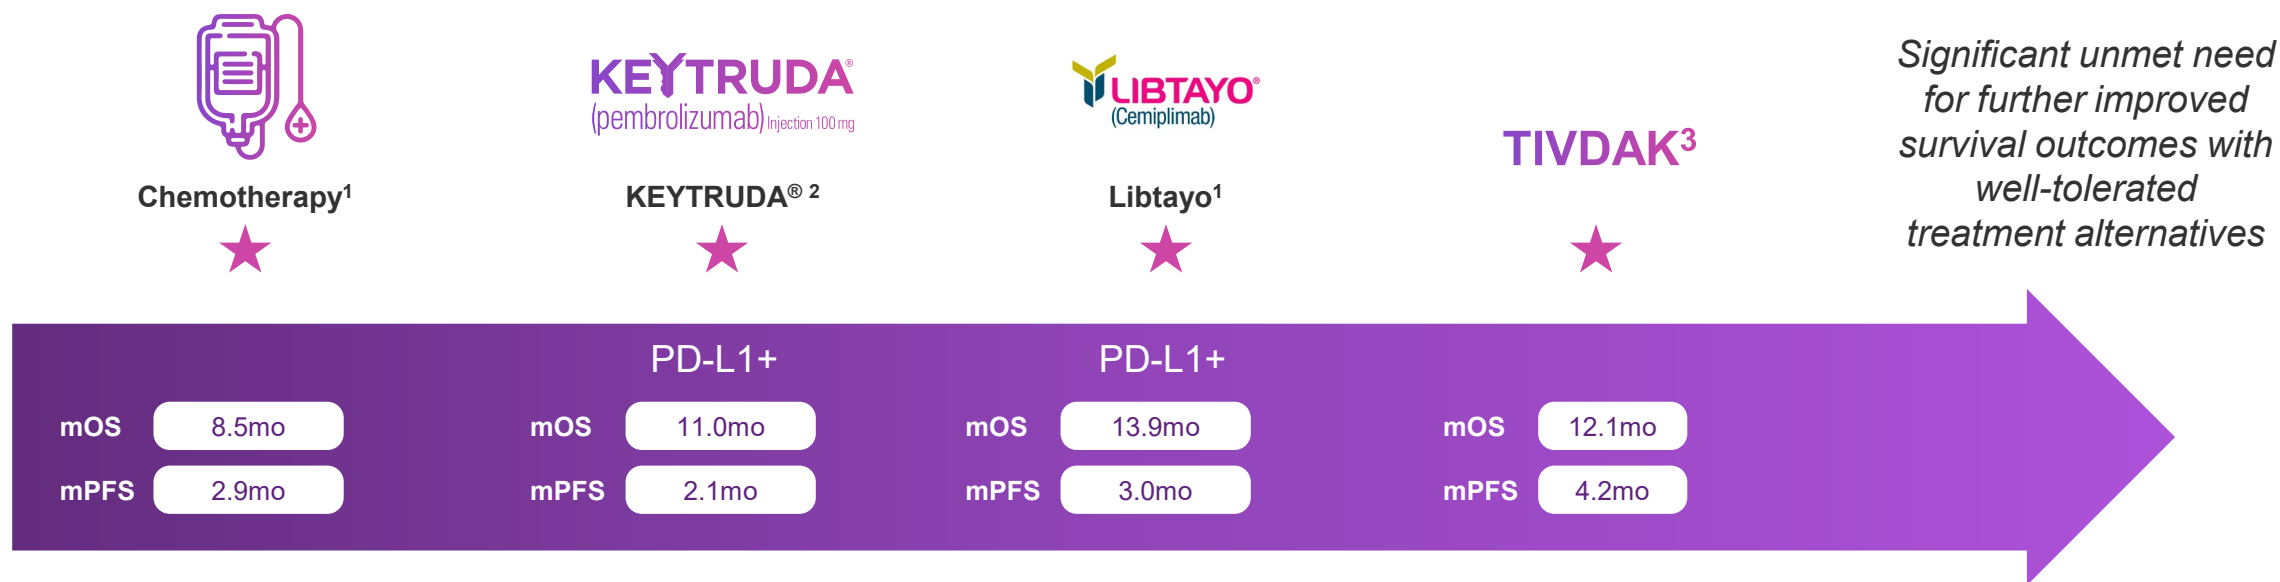 KEYTRUDA®
(pembrolizumab) Injection 100 mg
LIBTAYO®
(Cemiplimab)
TIVDAK³
Significant unmet need
for further improved
survival outcomes with
well-tolerated
treatment alternatives
Chemotherapy¹
KEYTRUDA® ²
Libtayo¹
PD-L1+
PD-L1+
mOS 8.5mo
mPFS 2.9mo
mOS 11.0mo
mPFS 2.1mo
mOS 13.9mo
mPFS 3.0mo
mOS 12.1mo
mPFS 4.2mo